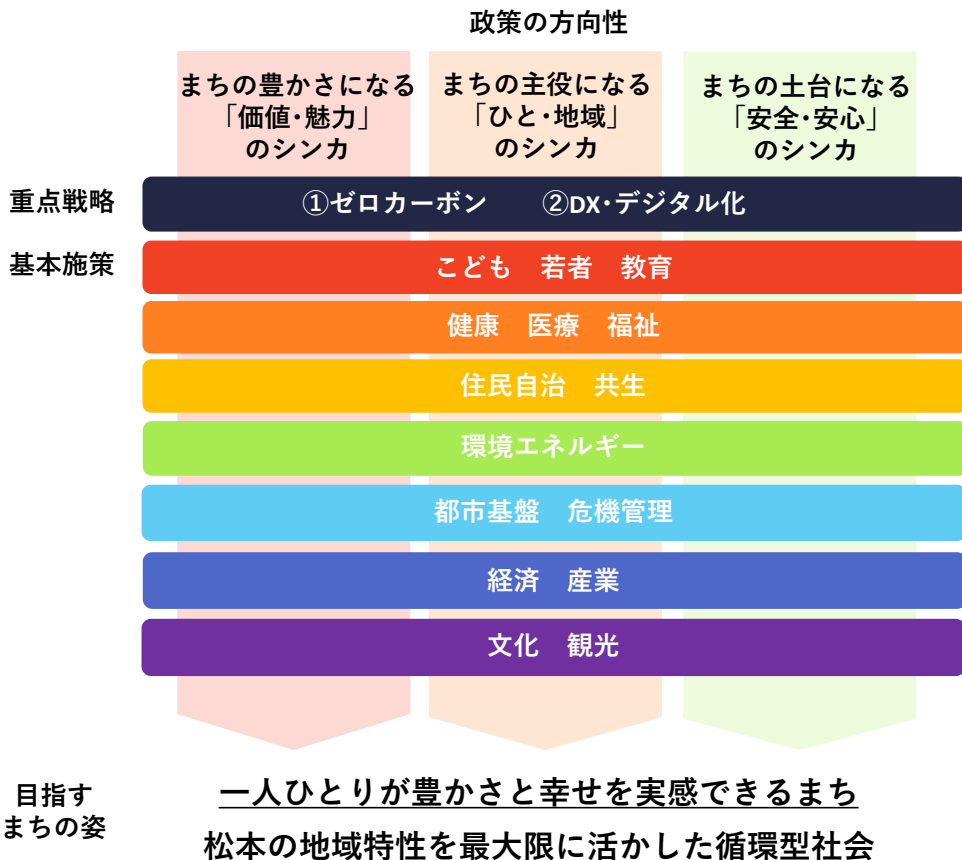 政策の方向性
まちの豊かさになる
「価値・魅力」
のシンカ
まちの主役になる
「ひと・地域」
のシンカ
まちの土台になる
「安全・安心」
のシンカ
重点戦略
①ゼロカーボン　②DX・デジタル化
基本施策
こども　若者　教育
健康　医療　福祉
住民自治　共生
環境エネルギー
都市基盤　危機管理
経済　産業
文化　観光
目指す
まちの姿
一人ひとりが豊かさと幸せを実感できるまち
松本の地域特性を最大限に活かした循環型社会